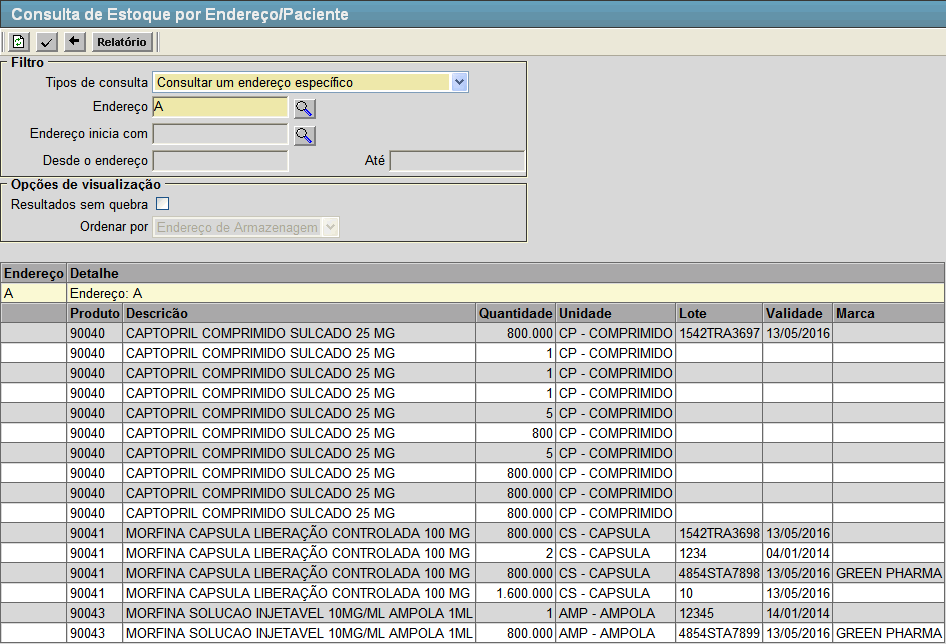 Consulta de Estoque por Endereço/Paciente
Relatório
Filtro
Tipos de consulta Consultar um endereço específico
Endereço A
Endereço inicia com
Desde o endereço Até
Opções de visualização
Resultados sem quebra
Ordenar por Endereço de Armazenagem
Endereço Detalhe
A Endereço: A
Produto Descrição Quantidade Unidade Lote Validade Marca
90040 CAPTOPRIL COMPRIMIDO SULCADO 25 MG 800.000 CP - COMPRIMIDO 1542TRA3697 13/05/2016
90040 CAPTOPRIL COMPRIMIDO SULCADO 25 MG 1 CP - COMPRIMIDO
90040 CAPTOPRIL COMPRIMIDO SULCADO 25 MG 1 CP - COMPRIMIDO
90040 CAPTOPRIL COMPRIMIDO SULCADO 25 MG 1 CP - COMPRIMIDO
90040 CAPTOPRIL COMPRIMIDO SULCADO 25 MG 5 CP - COMPRIMIDO
90040 CAPTOPRIL COMPRIMIDO SULCADO 25 MG 800 CP - COMPRIMIDO
90040 CAPTOPRIL COMPRIMIDO SULCADO 25 MG 5 CP - COMPRIMIDO
90040 CAPTOPRIL COMPRIMIDO SULCADO 25 MG 800.000 CP - COMPRIMIDO
90040 CAPTOPRIL COMPRIMIDO SULCADO 25 MG 800.000 CP - COMPRIMIDO
90040 CAPTOPRIL COMPRIMIDO SULCADO 25 MG 800.000 CP - COMPRIMIDO
90041 MORFINA CAPSULA LIBERAÇÃO CONTROLADA 100 MG 800.000 CS - CAPSULA 1542TRA3698 13/05/2016
90041 MORFINA CAPSULA LIBERAÇÃO CONTROLADA 100 MG 2 CS - CAPSULA 1234 04/01/2014
90041 MORFINA CAPSULA LIBERAÇÃO CONTROLADA 100 MG 800.000 CS - CAPSULA 4854STA7898 13/05/2016 GREEN PHARMA
90041 MORFINA CAPSULA LIBERAÇÃO CONTROLADA 100 MG 1.600.000 CS - CAPSULA 10 13/05/2016
90043 MORFINA SOLUCAO INJETAVEL 10MG/ML AMPOLA 1ML 1 AMP - AMPOLA 12345 14/01/2014
90043 MORFINA SOLUCAO INJETAVEL 10MG/ML AMPOLA 1ML 800.000 AMP - AMPOLA 4854STA7899 13/05/2016 GREEN PHARMA